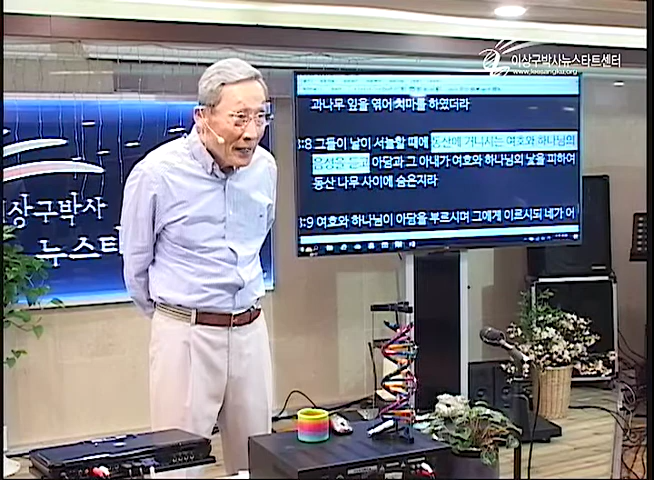 이상구박사뉴스타트센터
www.leesangku.org
과나무 잎을 엮어 치마를 하였더라
3:8 그들이 날이 서늘할 때에 동산에 거니시는 여호와 하나님의
음성을 듣고 아담과 그 아내가 여호와 하나님의 낯을 피하여
동산 나무 사이에 숨은지라
3:9 여호와 하나님이 아담을 부르시며 그에게 이르시되 네가 어
이상구박사
뉴스타